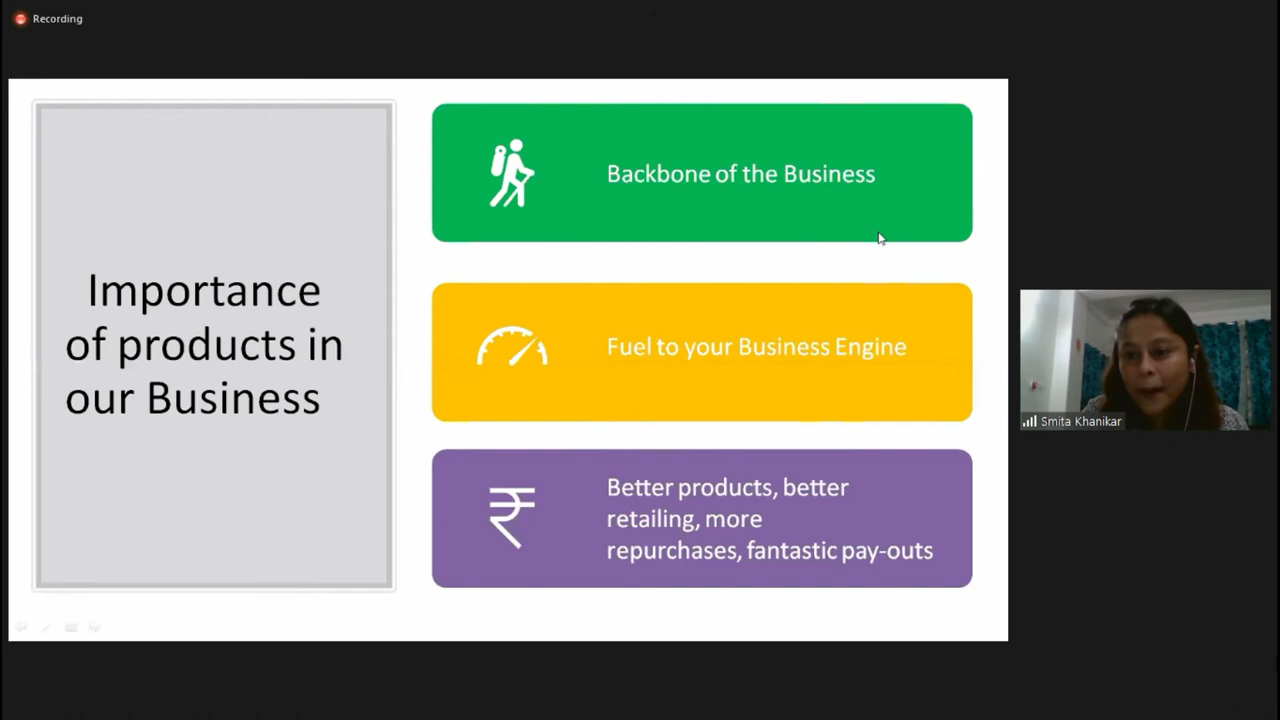 Recording
Importance
of products in
our Business
Backbone of the Business
Fuel to your Business Engine
Better products, better
retailing, more
repurchases, fantastic pay-outs
Smita Khanikar